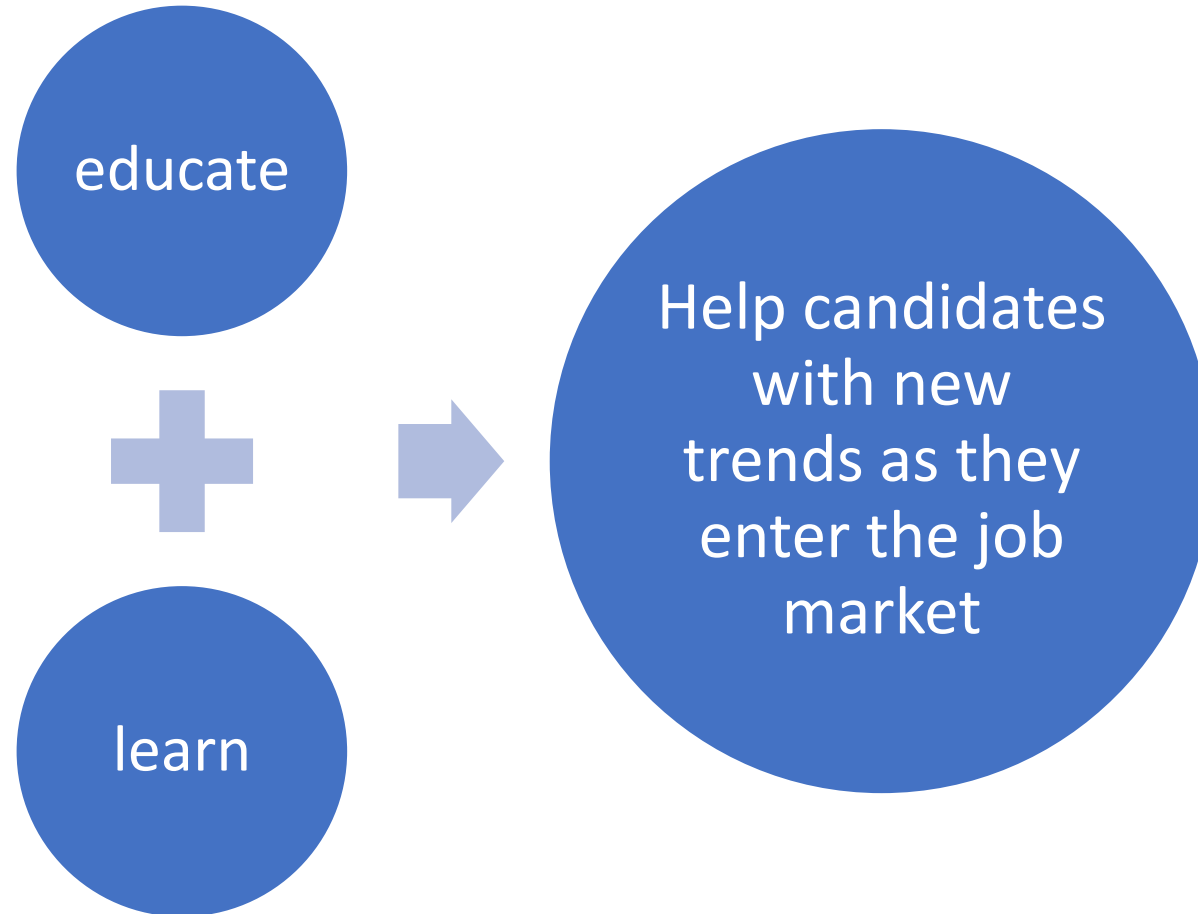 educate
learn
Help candidates
with new
trends as they
enter the job
market